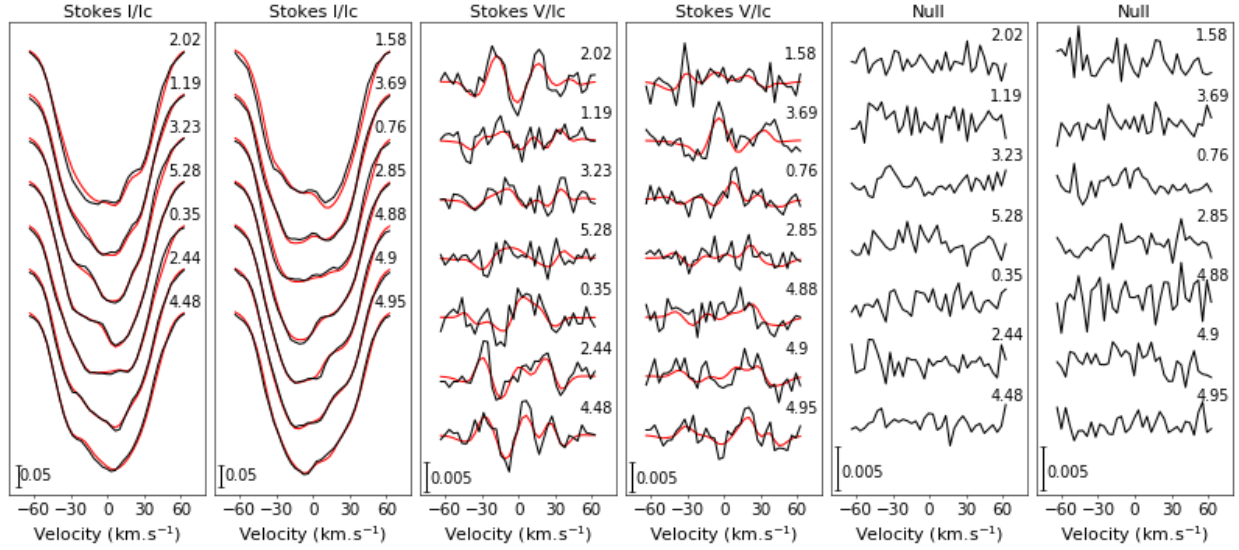 Stokes I/Ic
2.02
1.19
3.23
5.28
0.35
2.44
4.48
0.05
−60 −30 0 30 60
Velocity (km.s⁻¹)
Stokes I/Ic
1.58
3.69
0.76
2.85
4.88
4.9
4.95
0.05
−60 −30 0 30 60
Velocity (km.s⁻¹)
Stokes V/Ic
2.02
1.19
3.23
5.28
0.35
2.44
4.48
0.005
−60 −30 0 30 60
Velocity (km.s⁻¹)
Stokes V/Ic
1.58
3.69
0.76
2.85
4.88
4.9
4.95
0.005
−60 −30 0 30 60
Velocity (km.s⁻¹)
Null
2.02
1.19
3.23
5.28
0.35
2.44
4.48
0.005
−60 −30 0 30 60
Velocity (km.s⁻¹)
Null
1.58
3.69
0.76
2.85
4.88
4.9
4.95
0.005
−60 −30 0 30 60
Velocity (km.s⁻¹)